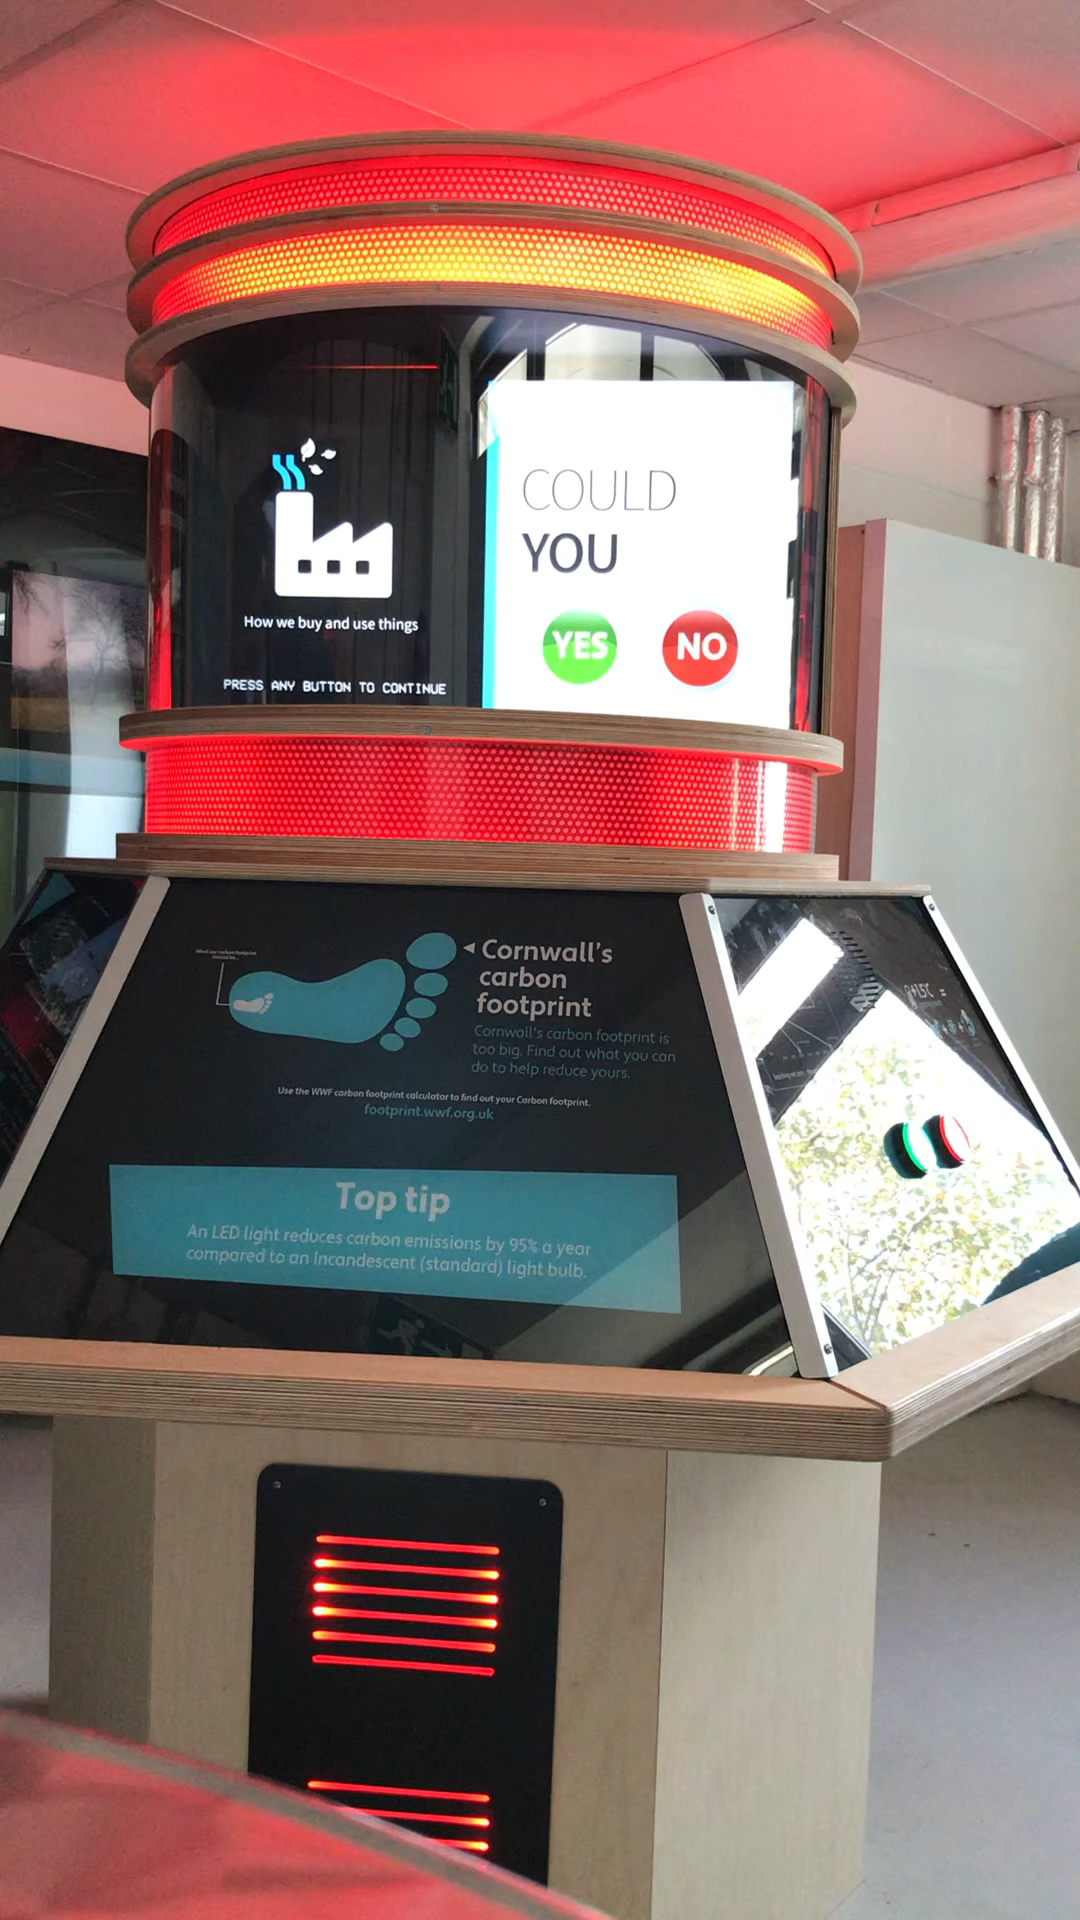 COULD
YOU
YES
NO
How we buy and use things
PRESS ANY BUTTON TO CONTINUE
Cornwall's
carbon
footprint
Cornwall's carbon footprint is
too big. Find out what you can
do to help reduce yours.
Use the WWF carbon footprint calculator to find out your Carbon footprint.
footprint.wwf.org.uk
Top tip
An LED light reduces carbon emissions by 95% a year
compared to an Incandescent (standard) light bulb.